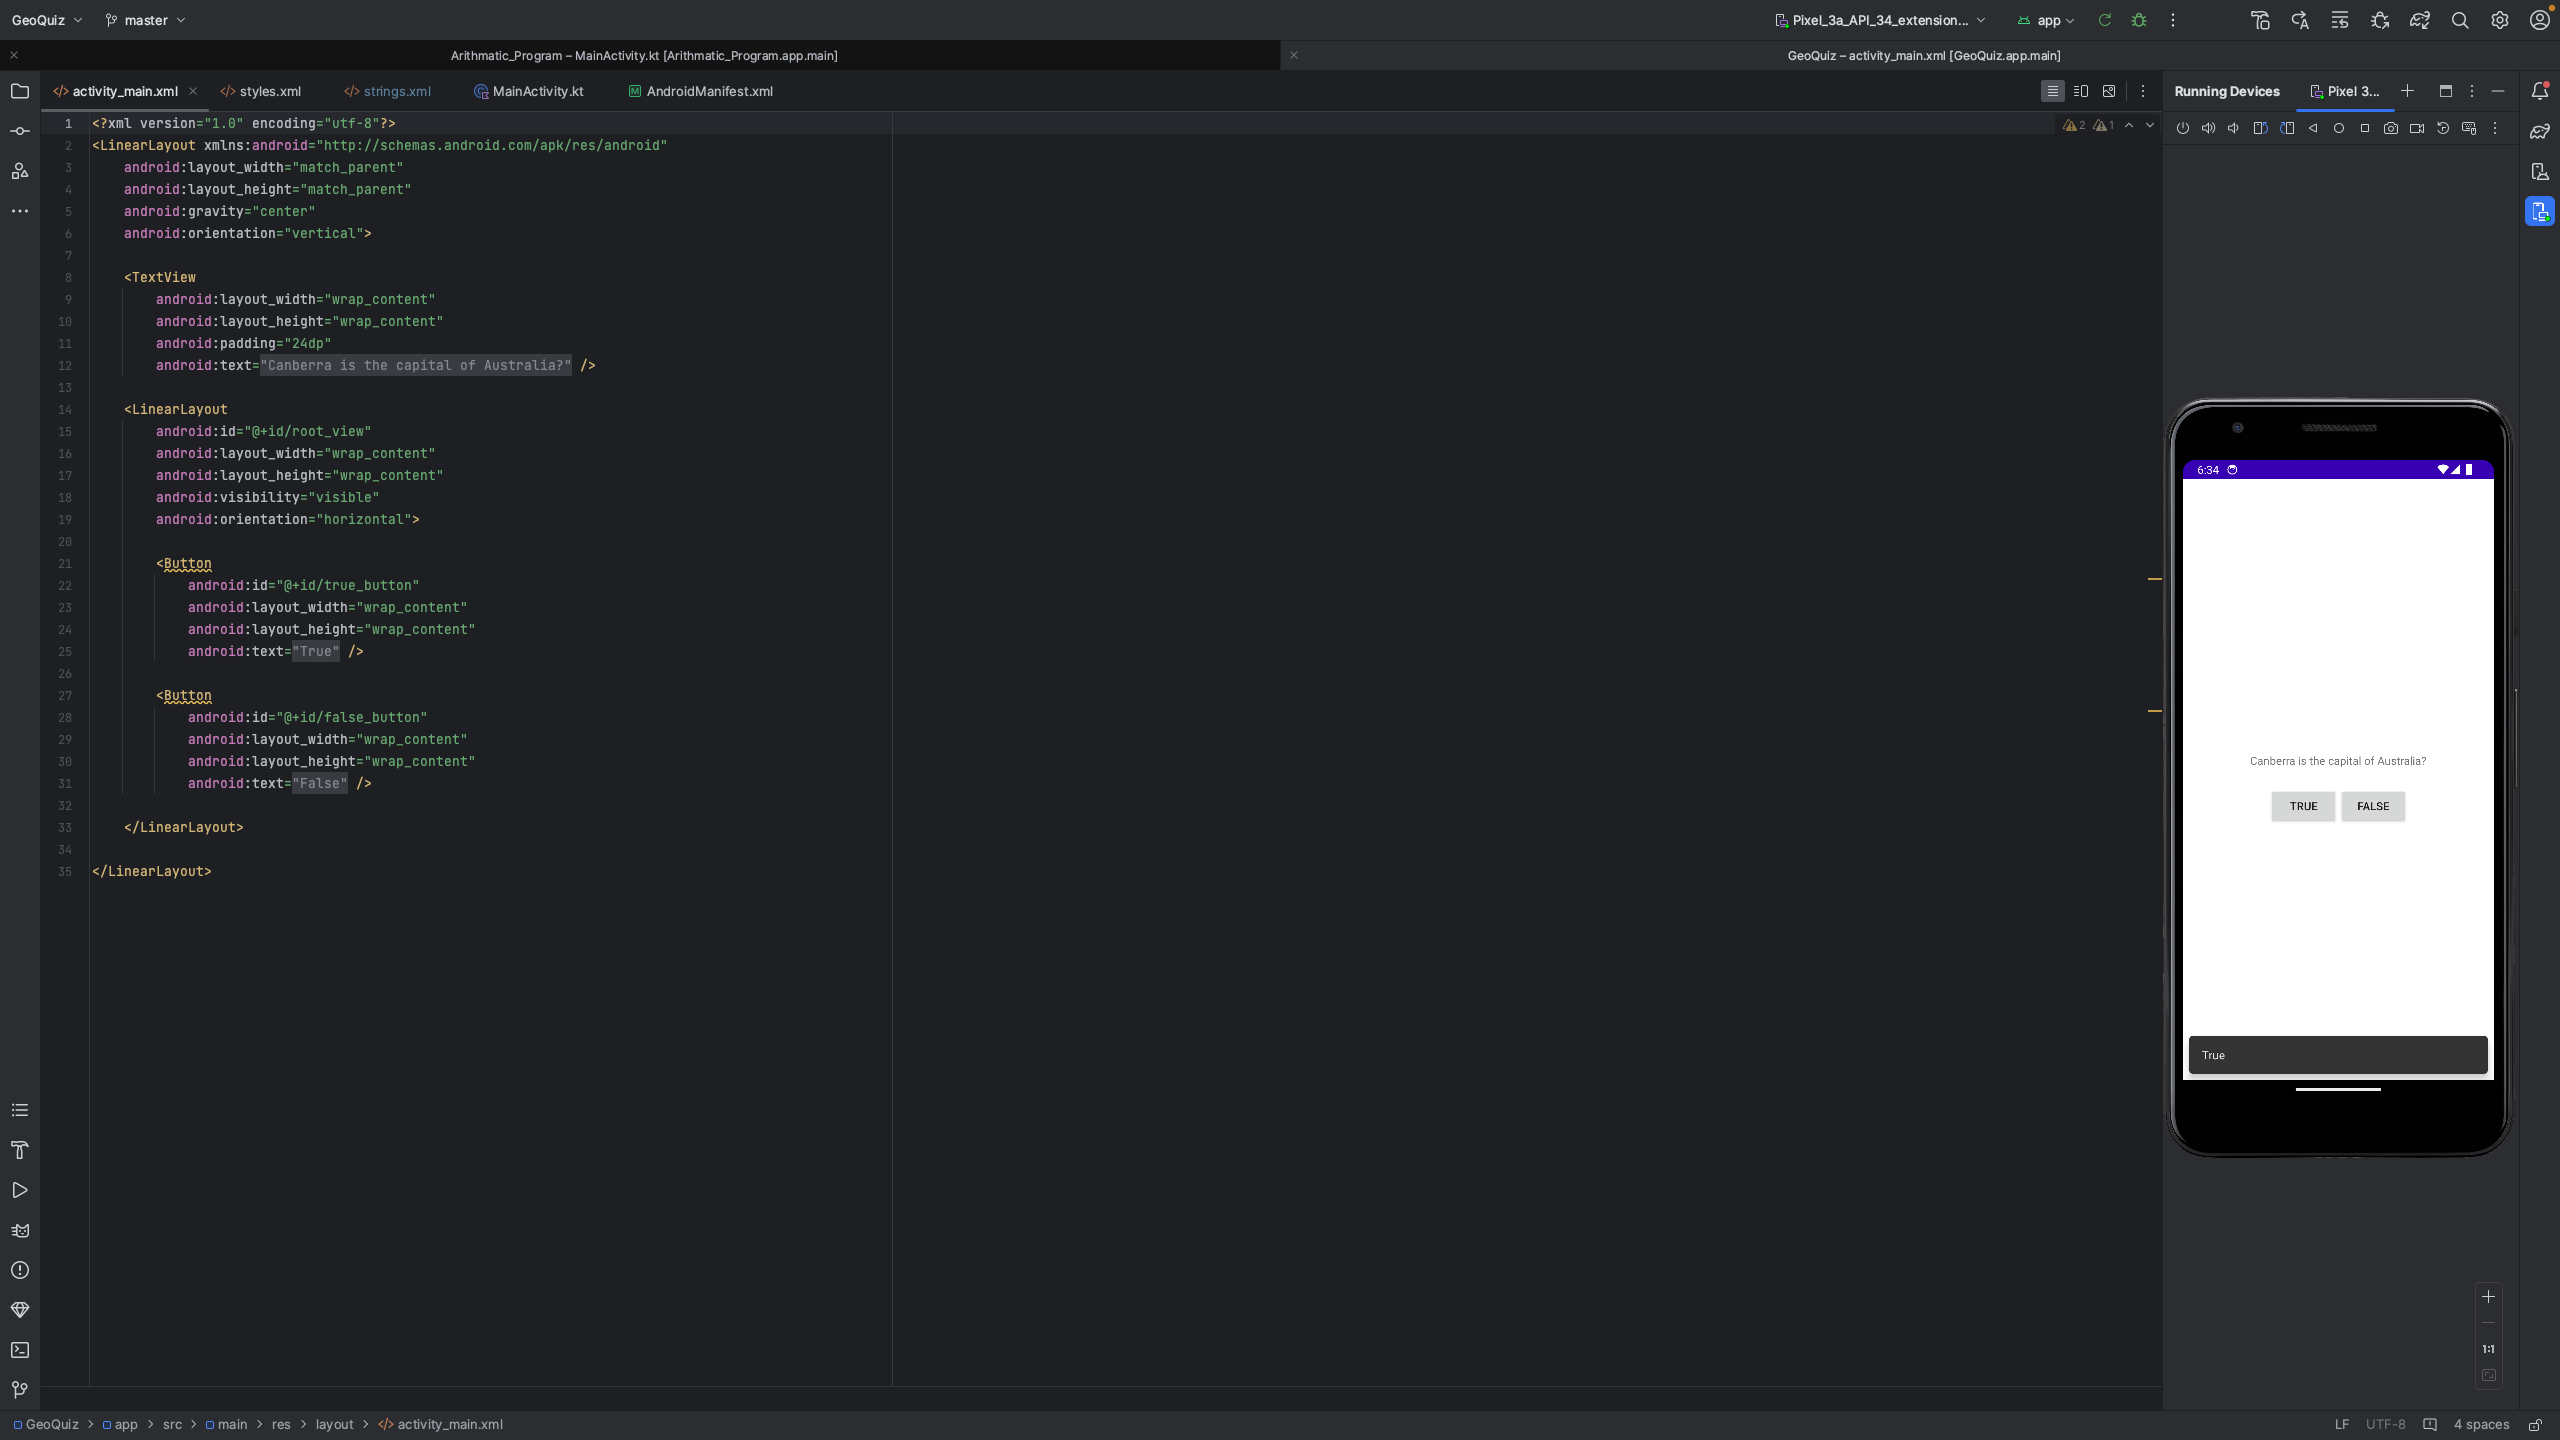 GeoQuiz
master
Pixel_3a_API_34_extension...
app
Arithmatic_Program – MainActivity.kt [Arithmatic_Program.app.main]
GeoQuiz – activity_main.xml [GeoQuiz.app.main]
activity_main.xml
styles.xml
strings.xml
MainActivity.kt
AndroidManifest.xml
Running Devices
Pixel 3...
2
1
1 <?xml version="1.0" encoding="utf-8"?>
2 <LinearLayout xmlns:android="http://schemas.android.com/apk/res/android"
3 android:layout_width="match_parent"
4 android:layout_height="match_parent"
5 android:gravity="center"
6 android:orientation="vertical">
7
8 <TextView
9 android:layout_width="wrap_content"
10 android:layout_height="wrap_content"
11 android:padding="24dp"
12 android:text="Canberra is the capital of Australia?" />
13
14 <LinearLayout
15 android:id="@+id/root_view"
16 android:layout_width="wrap_content"
17 android:layout_height="wrap_content"
18 android:visibility="visible"
19 android:orientation="horizontal">
20
21 <Button
22 android:id="@+id/true_button"
23 android:layout_width="wrap_content"
24 android:layout_height="wrap_content"
25 android:text="True" />
26
27 <Button
28 android:id="@+id/false_button"
29 android:layout_width="wrap_content"
30 android:layout_height="wrap_content"
31 android:text="False" />
32
33 </LinearLayout>
34
35 </LinearLayout>
6:34
Canberra is the capital of Australia?
TRUE
FALSE
True
1:1
GeoQuiz > app > src > main > res > layout > activity_main.xml
LF
UTF-8
4 spaces